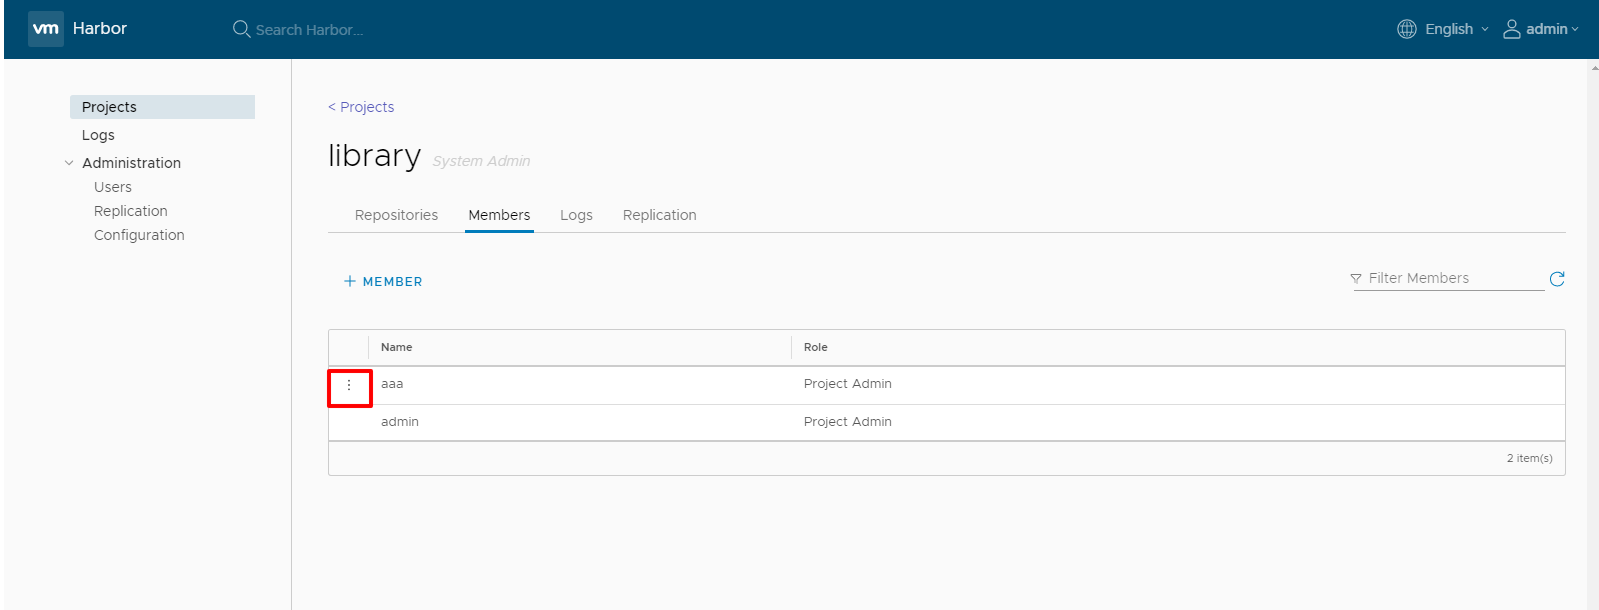 vm Harbor Search Harbor... English admin
Projects
Logs
Administration
Users
Replication
Configuration
< Projects
library System Admin
Repositories Members Logs Replication
+ MEMBER Filter Members
Name Role
aaa Project Admin
admin Project Admin
2 item(s)